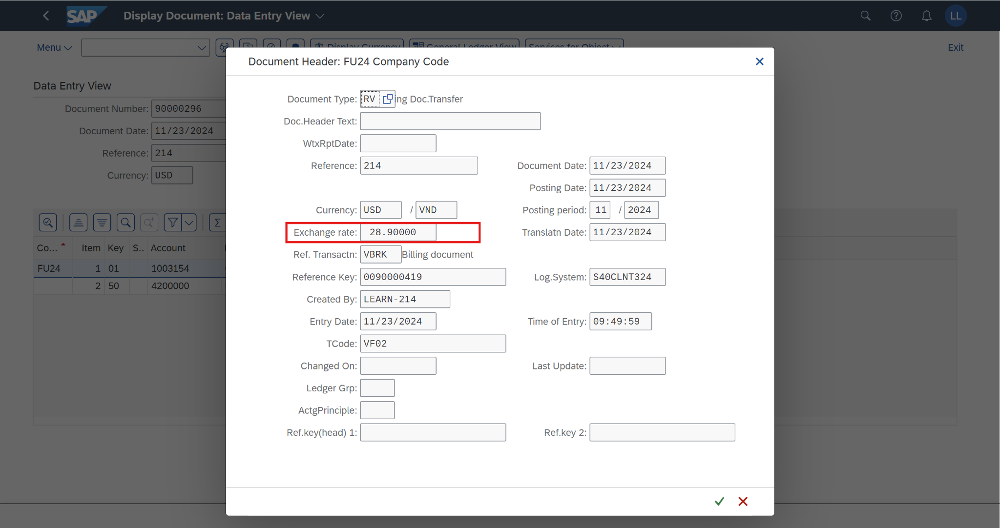 SAP
Display Document: Data Entry View
LL
Menu
Display Currency
General Ledger View
Services for Object
Exit
Document Header: FU24 Company Code
Data Entry View
Document Number: 90000296
Document Date: 11/23/2024
Reference: 214
Currency: USD
Co... Item Key S.. Account
FU24 1 01 1003154
2 50 4200000
Document Type: RV ing Doc.Transfer
Doc.Header Text:
WtxRptDate:
Reference: 214 Document Date: 11/23/2024
Posting Date: 11/23/2024
Currency: USD / VND Posting period: 11 / 2024
Exchange rate: 28.90000 Translatn Date: 11/23/2024
Ref. Transactn: VBRK Billing document
Reference Key: 0090000419 Log.System: S40CLNT324
Created By: LEARN-214
Entry Date: 11/23/2024 Time of Entry: 09:49:59
TCode: VF02
Changed On: Last Update:
Ledger Grp:
ActgPrinciple:
Ref.key(head) 1: Ref.key 2: